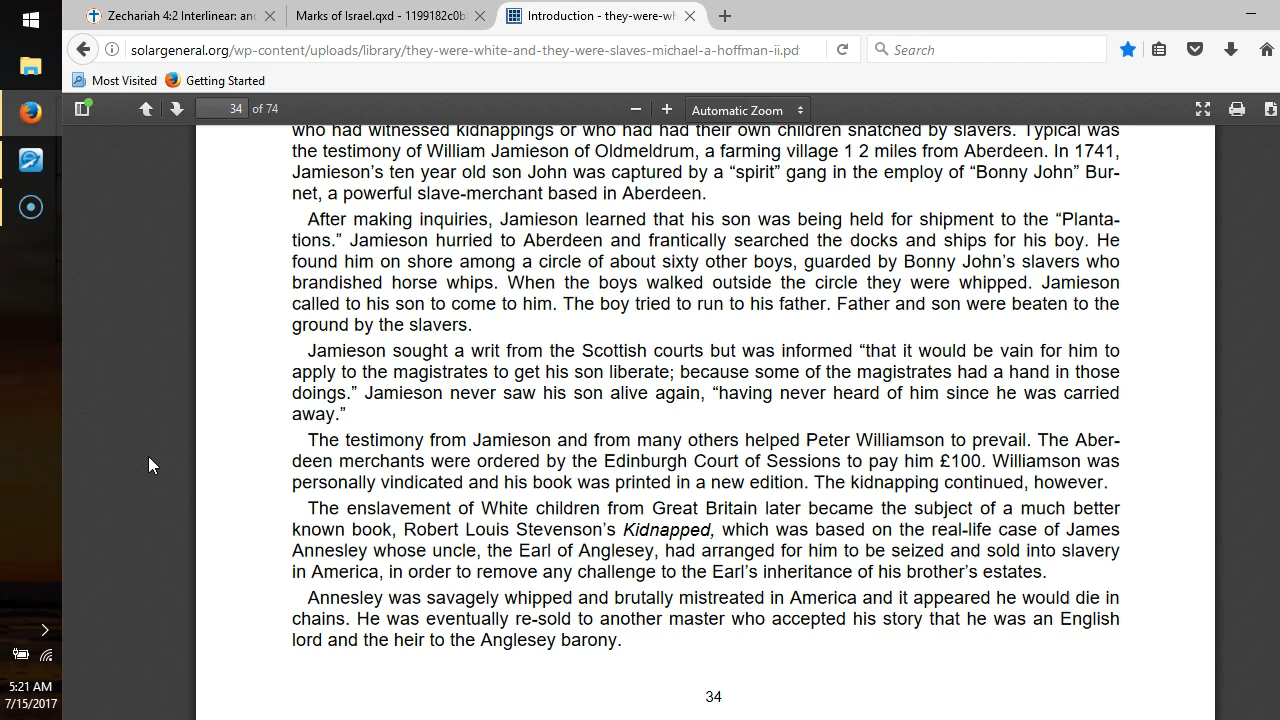 Zechariah 4:2 Interlinear: and
Marks of Israel.qxd - 1199182c0b
Introduction - they-were-wh
solargeneral.org/wp-content/uploads/library/they-were-white-and-they-were-slaves-michael-a-hoffman-ii.pdf
Search
Most Visited
Getting Started
34 of 74
Automatic Zoom
who had witnessed kidnappings or who had had their own children snatched by slavers. Typical was
the testimony of William Jamieson of Oldmeldrum, a farming village 1 2 miles from Aberdeen. In 1741,
Jamieson's ten year old son John was captured by a “spirit” gang in the employ of “Bonny John” Bur-
net, a powerful slave-merchant based in Aberdeen.
After making inquiries, Jamieson learned that his son was being held for shipment to the “Planta-
tions.” Jamieson hurried to Aberdeen and frantically searched the docks and ships for his boy. He
found him on shore among a circle of about sixty other boys, guarded by Bonny John’s slavers who
brandished horse whips. When the boys walked outside the circle they were whipped. Jamieson
called to his son to come to him. The boy tried to run to his father. Father and son were beaten to the
ground by the slavers.
Jamieson sought a writ from the Scottish courts but was informed “that it would be vain for him to
apply to the magistrates to get his son liberate; because some of the magistrates had a hand in those
doings.” Jamieson never saw his son alive again, “having never heard of him since he was carried
away.”
The testimony from Jamieson and from many others helped Peter Williamson to prevail. The Aber-
deen merchants were ordered by the Edinburgh Court of Sessions to pay him £100. Williamson was
personally vindicated and his book was printed in a new edition. The kidnapping continued, however.
The enslavement of White children from Great Britain later became the subject of a much better
known book, Robert Louis Stevenson’s Kidnapped, which was based on the real-life case of James
Annesley whose uncle, the Earl of Anglesey, had arranged for him to be seized and sold into slavery
in America, in order to remove any challenge to the Earl’s inheritance of his brother’s estates.
Annesley was savagely whipped and brutally mistreated in America and it appeared he would die in
chains. He was eventually re-sold to another master who accepted his story that he was an English
lord and the heir to the Anglesey barony.
34
5:21 AM
7/15/2017